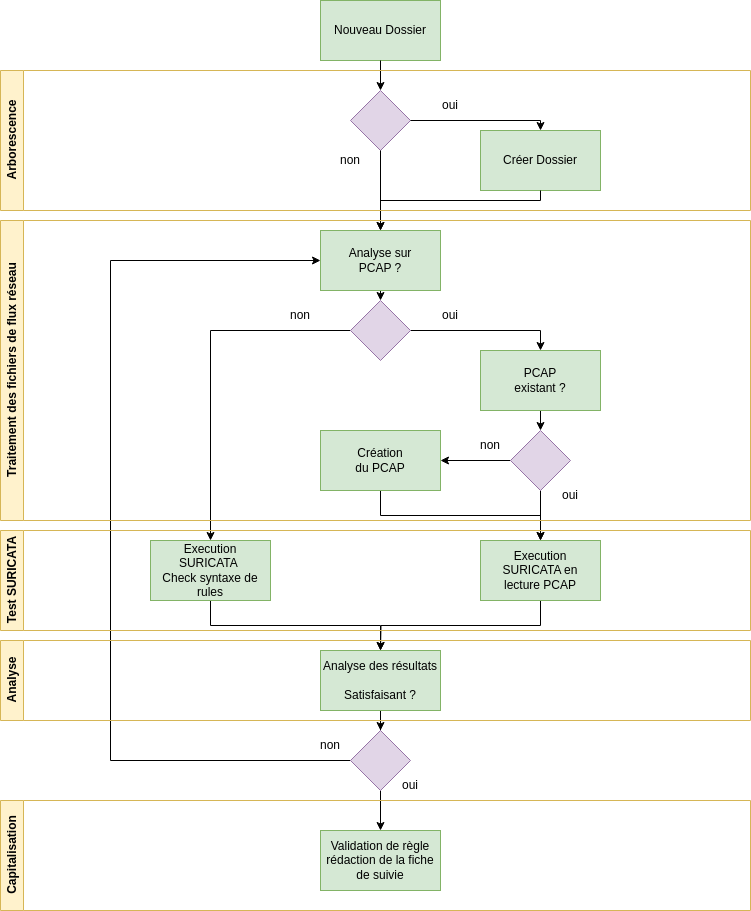 Nouveau Dossier
Arborescence
oui
non
Créer Dossier
Traitement des fichiers de flux réseau
Analyse sur
PCAP ?
non
oui
PCAP
existant ?
Création
du PCAP
non
oui
Test SURICATA
Execution
SURICATA
Check syntaxe de
rules
Execution
SURICATA en
lecture PCAP
Analyse
Analyse des résultats
Satisfaisant ?
non
oui
Capitalisation
Validation de règle
rédaction de la fiche
de suivie